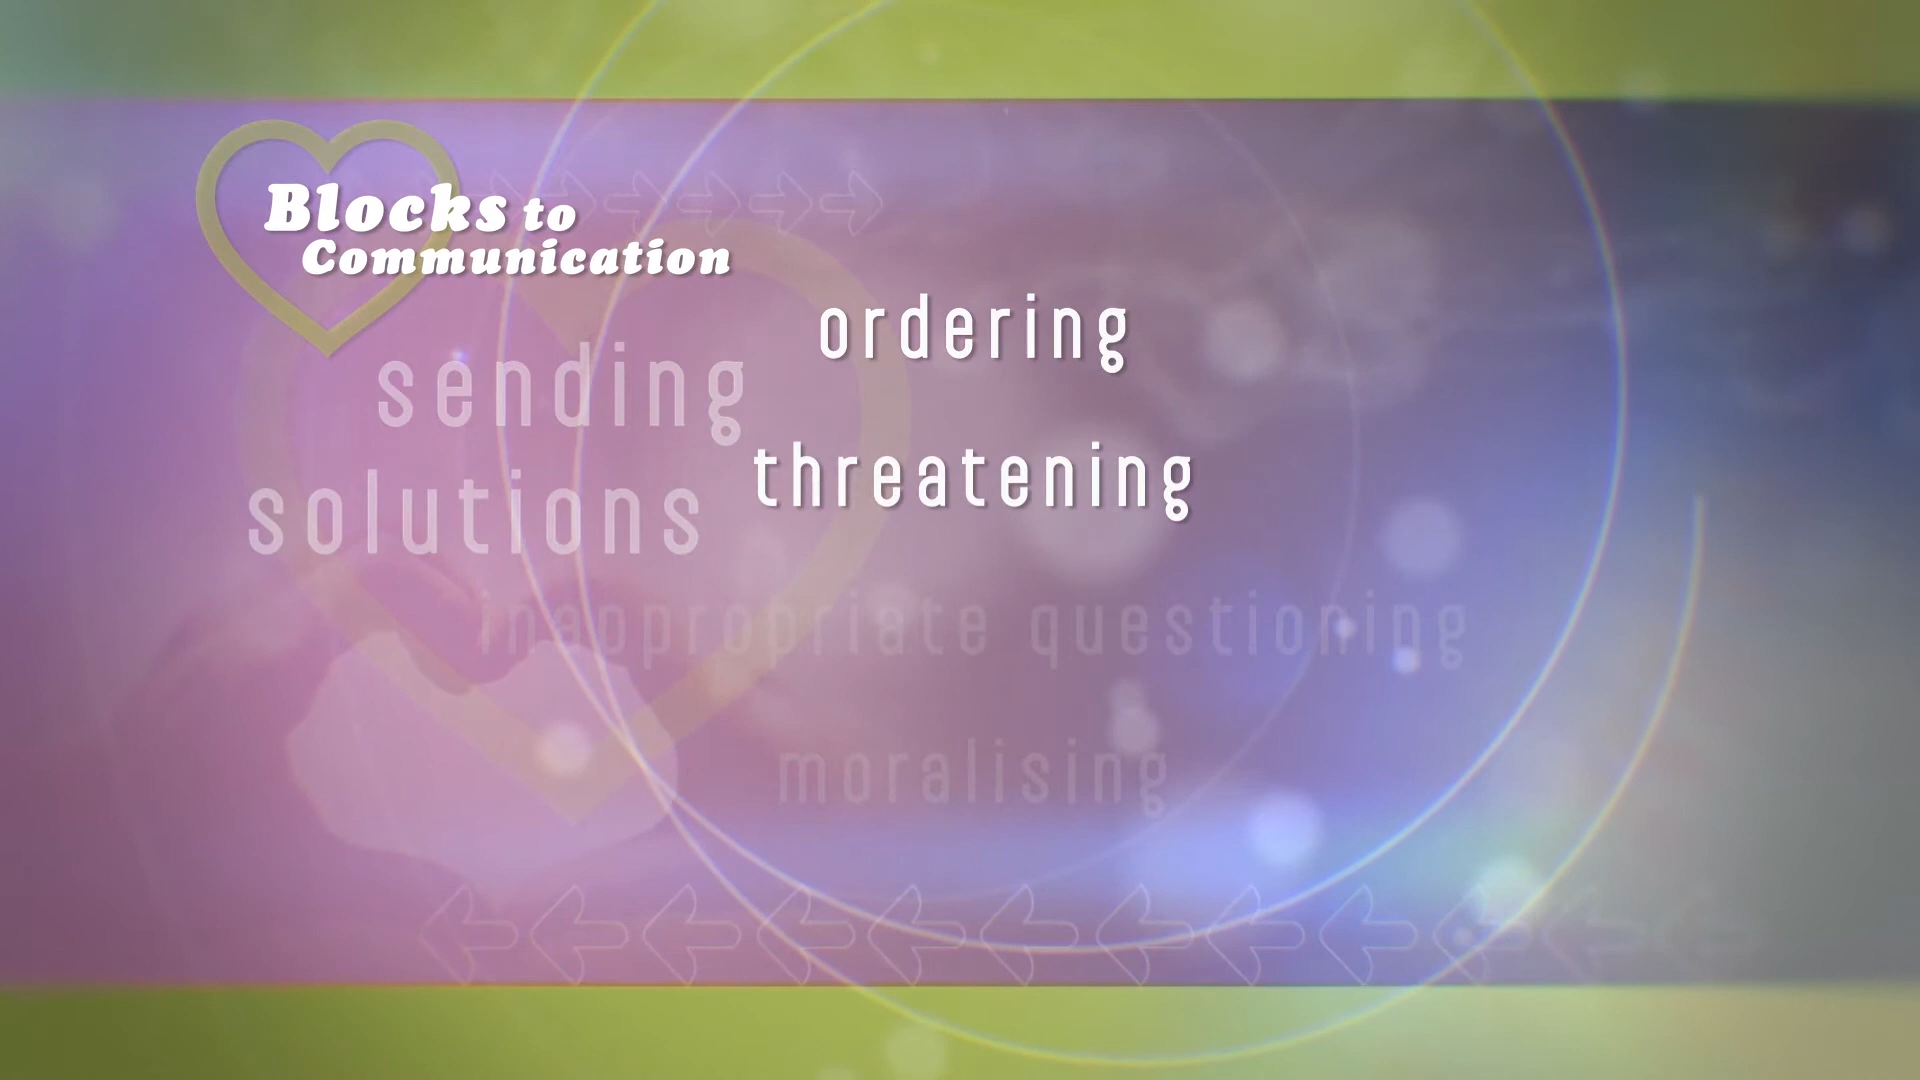 Blocks to
Communication
sending
solutions
ordering
threatening
inappropriate questioning
moralising